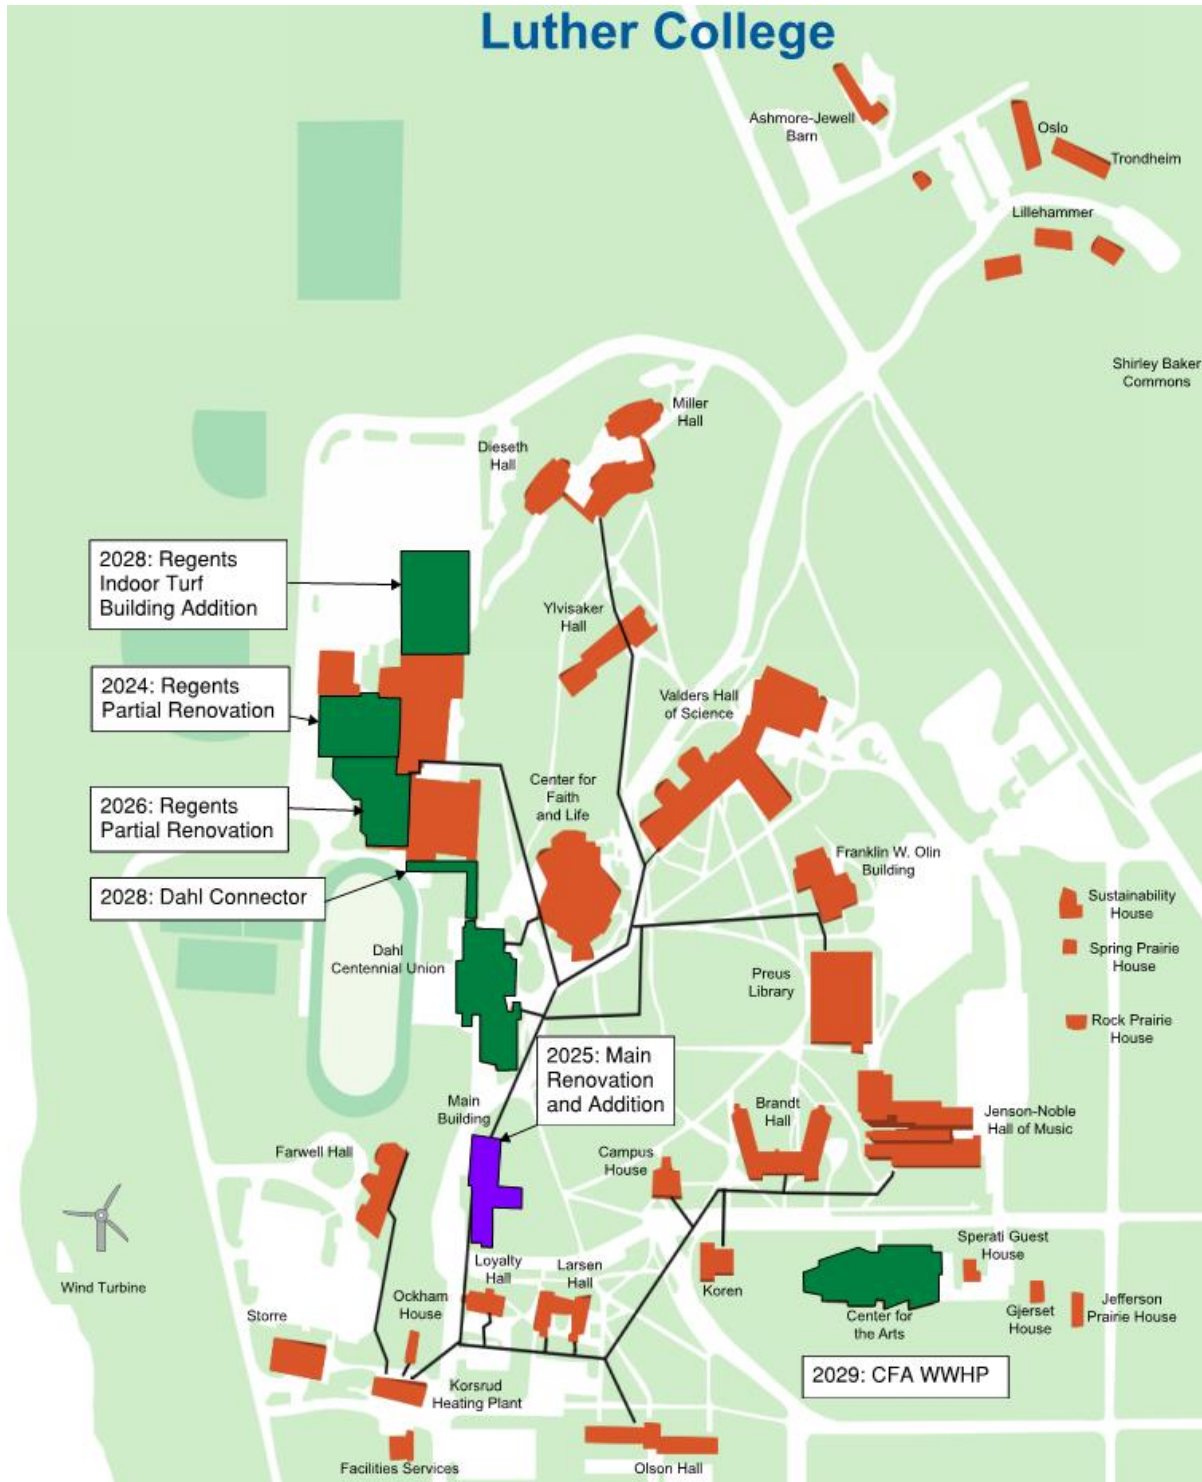 Luther College
Ashmore-Jewell
Barn
Oslo
Trondheim
Lillehammer
Shirley Baker
Commons
Miller
Hall
Dieseth
Hall
2028: Regents
Indoor Turf
Building Addition
Ylvisaker
Hall
2024: Regents
Partial Renovation
Valders Hall
of Science
Center for
Faith
and Life
2026: Regents
Partial Renovation
Franklin W. Olin
Building
2028: Dahl Connector
Sustainability
House
Dahl
Centennial Union
Spring Prairie
House
Preus
Library
Rock Prairie
House
2025: Main
Renovation
and Addition
Main
Building
Brandt
Hall
Jenson-Noble
Hall of Music
Farwell Hall
Campus
House
Wind Turbine
Loyalty
Hall
Larsen
Hall
Koren
Sperati Guest
House
Ockham
House
Storre
Center for
the Arts
Gjerset
House
Jefferson
Prairie House
2029: CFA WWHP
Korsrud
Heating Plant
Facilities Services
Olson Hall